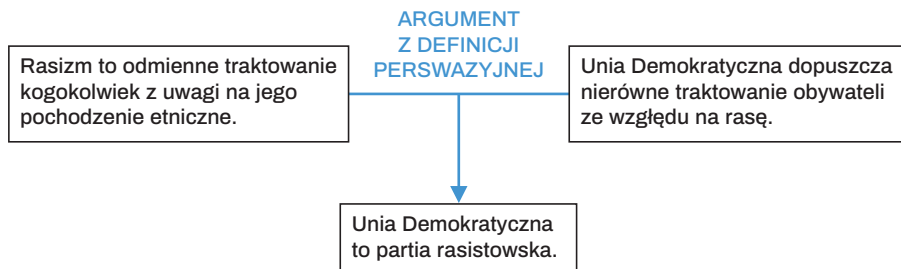 ARGUMENT
Z DEFINICJI
PERSWAZYJNEJ
Rasizm to odmienne traktowanie
kogokolwiek z uwagi na jego
pochodzenie etniczne.
Unia Demokratyczna dopuszcza
nierówne traktowanie obywateli
ze względu na rasę.
Unia Demokratyczna
to partia rasistowska.